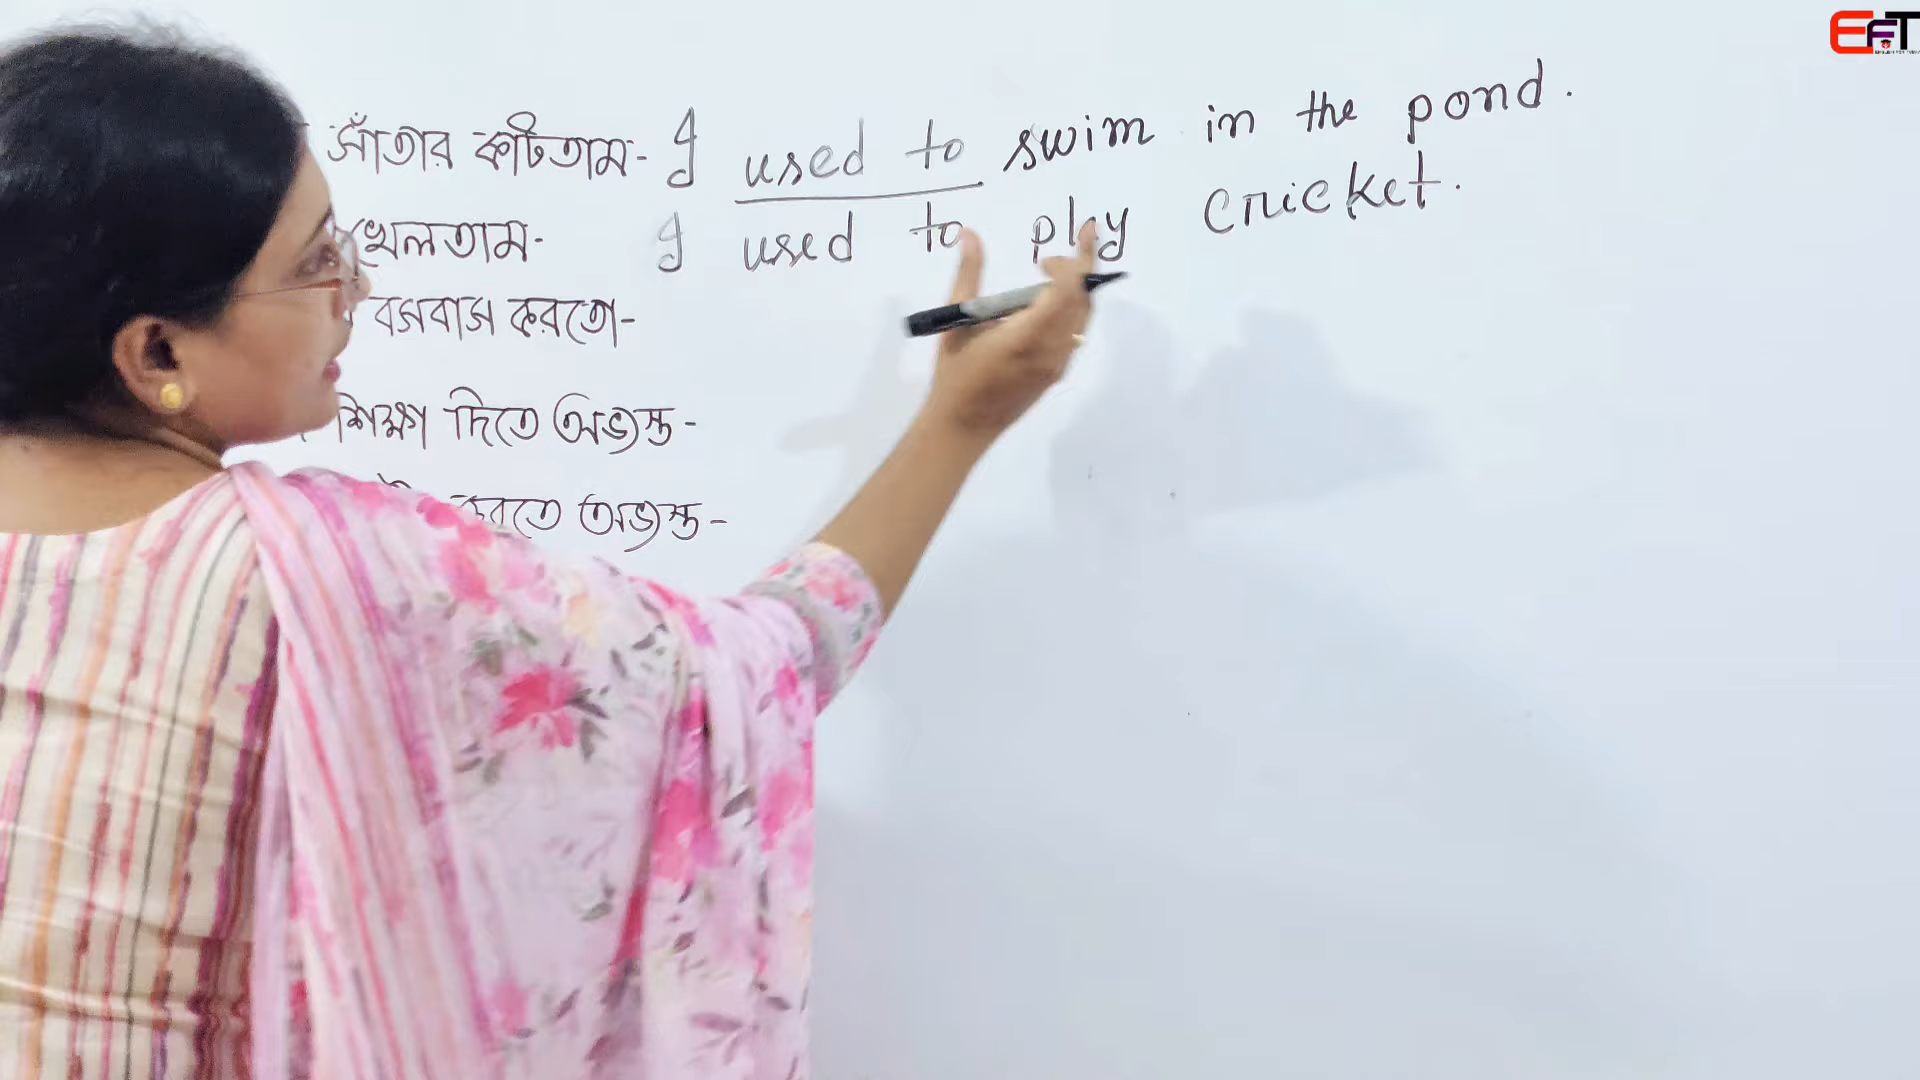 সাঁতার কাটতাম- I used to swim in the pond.
খেলতাম- I used to play cricket.
বসবাস করতো-
শিক্ষা দিতে অভ্যস্ত-
করতে অভ্যস্ত-
EFT